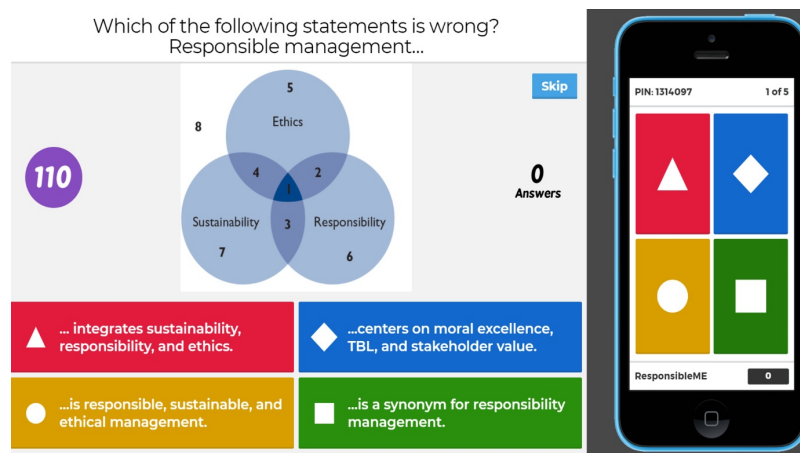 Which of the following statements is wrong?
Responsible management...
Skip
5
8
Ethics
110
4
2
1
0
Answers
Sustainability
3
Responsibility
7
6
... integrates sustainability,
responsibility, and ethics.
...centers on moral excellence,
TBL, and stakeholder value.
...is responsible, sustainable, and
ethical management.
...is a synonym for responsibility
management.
PIN: 1314097
1 of 5
ResponsibleME
0